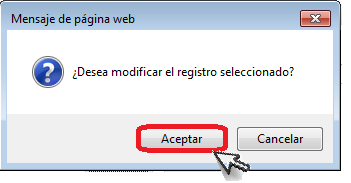 Mensaje de página web
¿Desea modificar el registro seleccionado?
Aceptar
Cancelar